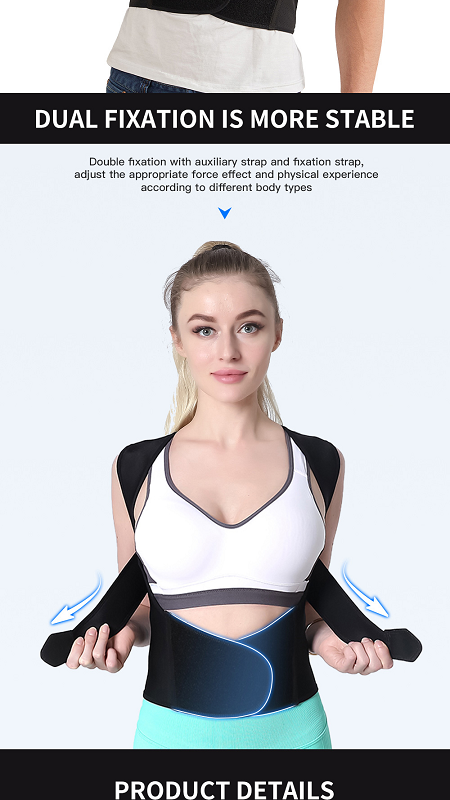 DUAL FIXATION IS MORE STABLE
Double fixation with auxiliary strap and fixation strap,
adjust the appropriate force effect and physical experience
according to different body types
PRODUCT DETAILS